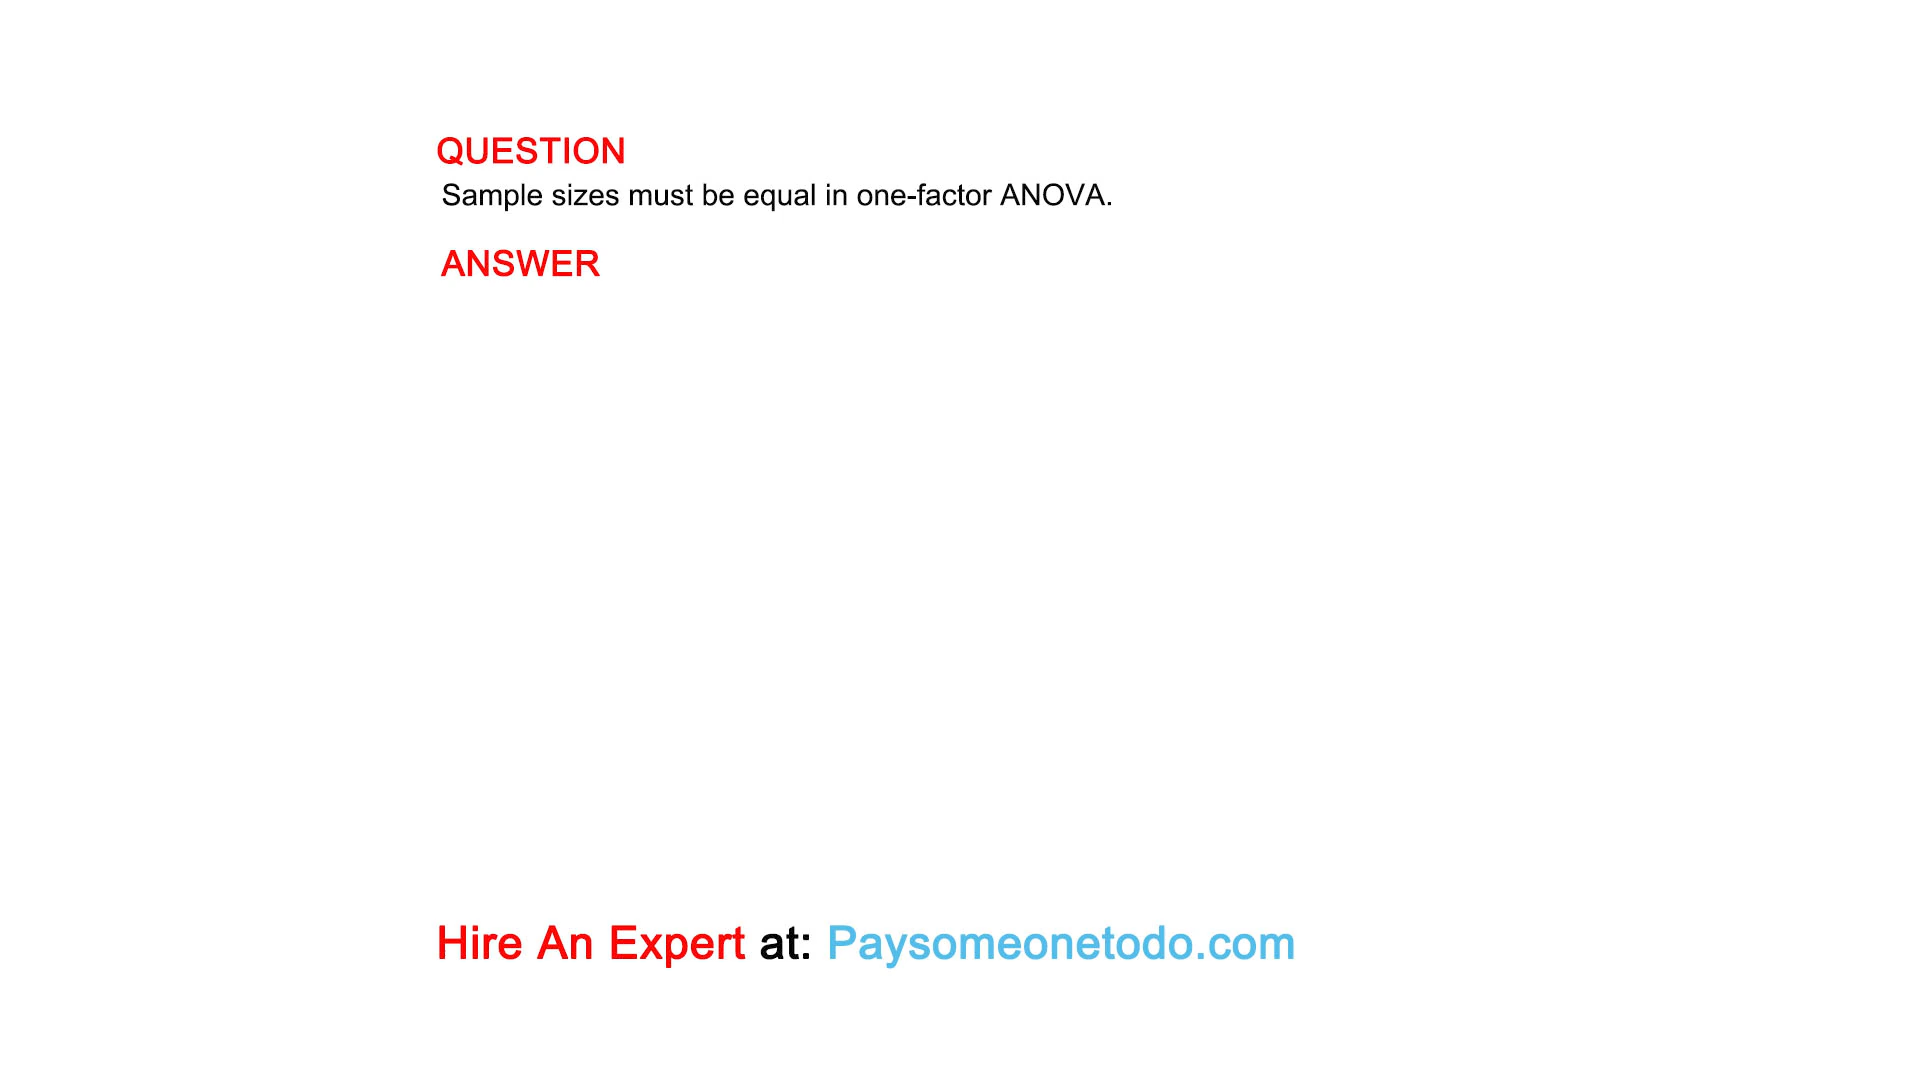 QUESTION
Sample sizes must be equal in one-factor ANOVA.
ANSWER
Hire An Expert at: Paysomeonetodo.com